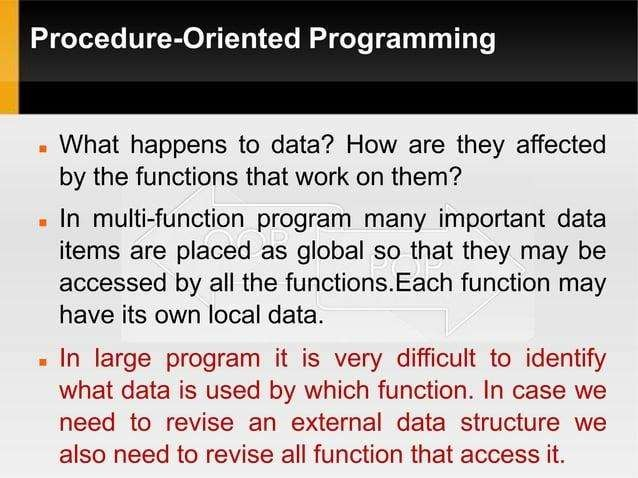 Procedure-Oriented Programming
What happens to data? How are they affected
by the functions that work on them?
In multi-function program many important data
items are placed as global so that they may be
accessed by all the functions.Each function may
have its own local data.
In large program it is very difficult to identify
what data is used by which function. In case we
need to revise an external data structure we
also need to revise all function that access it.
OOP
POP